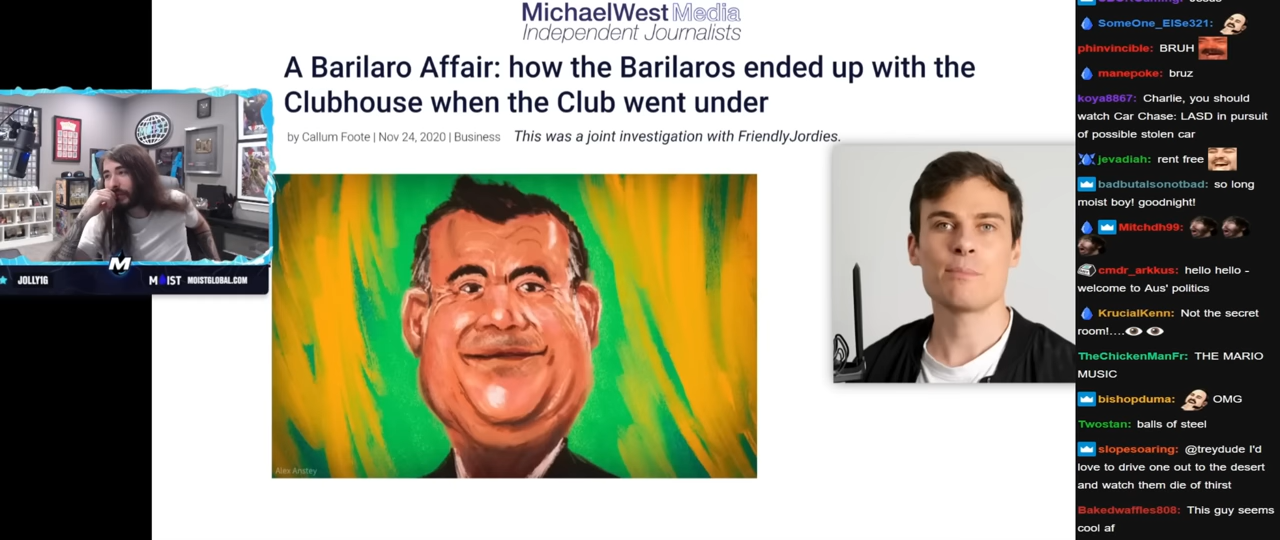 MichaelWest Media
Independent Journalists
A Barilaro Affair: how the Barilaros ended up with the
Clubhouse when the Club went under
by Callum Foote | Nov 24, 2020 | Business This was a joint investigation with FriendlyJordies.
Alex Anstey
M
JOLLY1G
MOIST MOISTGLOBAL.COM
SomeOne_ElSe321:
phinvincible: BRUH
manepoke: bruz
koya8867: Charlie, you should
watch Car Chase: LASD in pursuit
of possible stolen car
jevadiah: rent free
badbutalsonotbad: so long
moist boy! goodnight!
Mitchdh99:
cmdr_arkkus: hello hello -
welcome to Aus' politics
KrucialKenn: Not the secret
room!....
TheChickenManFr: THE MARIO
MUSIC
bishopduma: OMG
Twostan: balls of steel
slopesoaring: @treydude I'd
love to drive one out to the desert
and watch them die of thirst
Bakedwaffles808: This guy seems
cool af